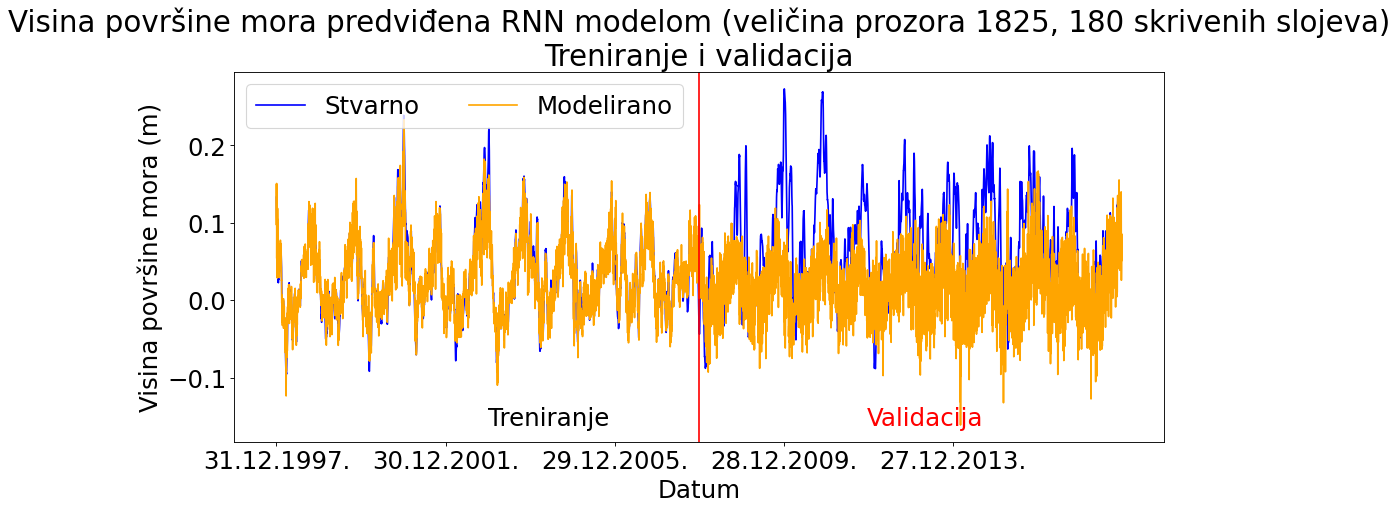 Visina površine mora predviđena RNN modelom (veličina prozora 1825, 180 skrivenih slojeva)
Treniranje i validacija
Stvarno
Modelirano
Visina površine mora (m)
0.2
0.1
0.0
−0.1
Treniranje
Validacija
31.12.1997.
30.12.2001.
29.12.2005.
28.12.2009.
27.12.2013.
Datum